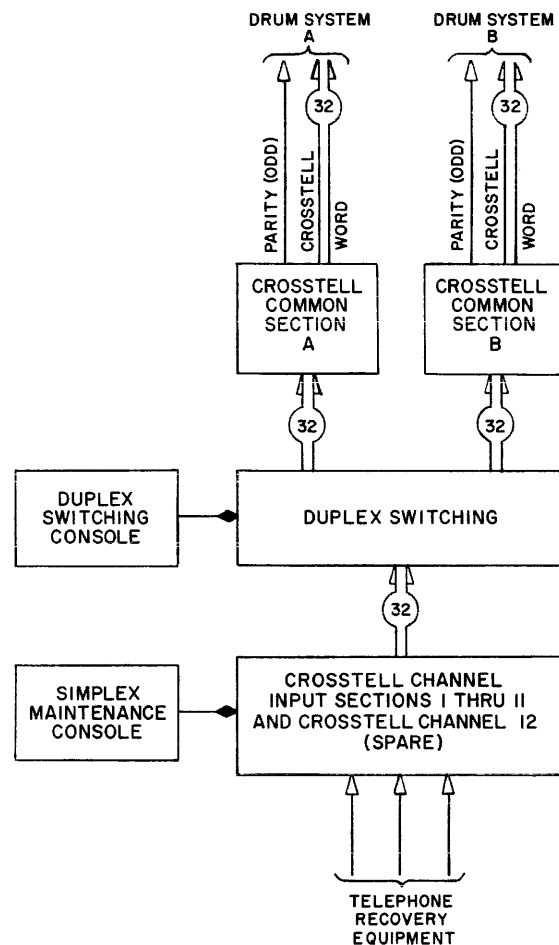 DRUM SYSTEM
A
DRUM SYSTEM
B
32
32
PARITY (ODD)
CROSSTELL
WORD
PARITY (ODD)
CROSSTELL
WORD
CROSSTELL
COMMON
SECTION
A
CROSSTELL
COMMON
SECTION
B
32
32
DUPLEX
SWITCHING
CONSOLE
DUPLEX SWITCHING
32
SIMPLEX
MAINTENANCE
CONSOLE
CROSSTELL CHANNEL
INPUT SECTIONS I THRU II
AND CROSSTELL CHANNEL 12
(SPARE)
TELEPHONE
RECOVERY
EQUIPMENT